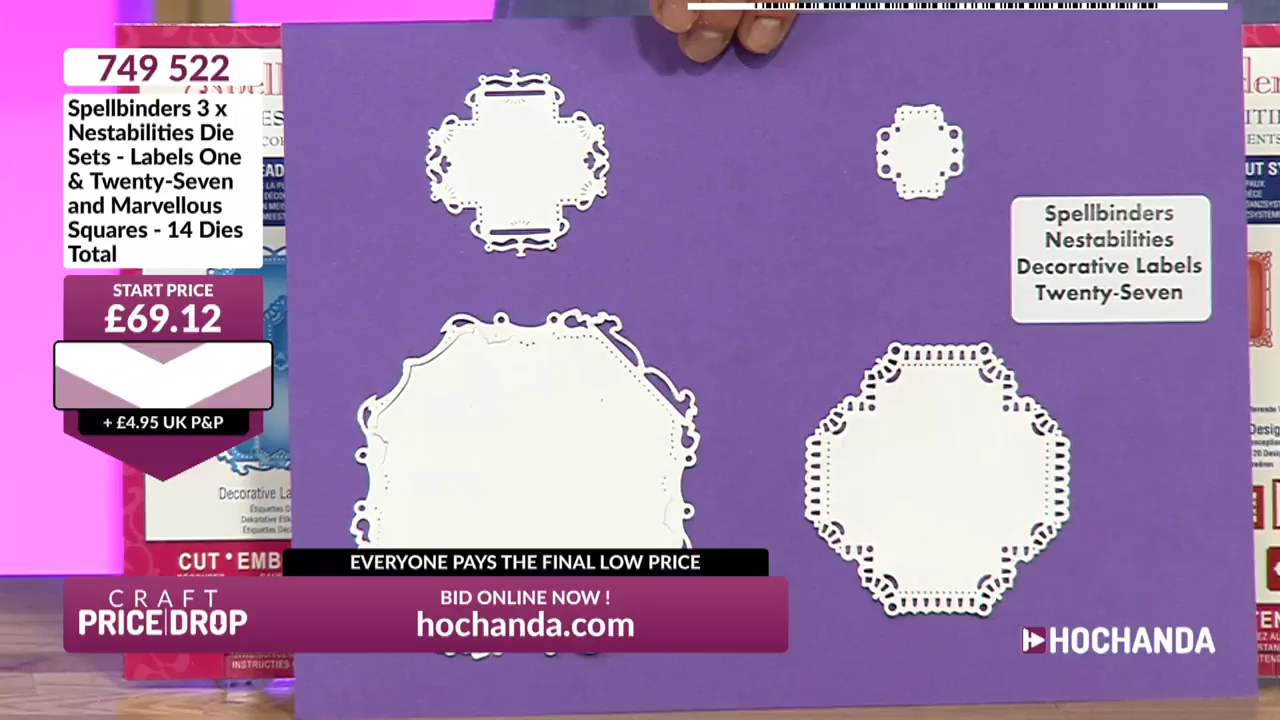 749 522
Spellbinders 3 x
Nestabilities Die
Sets - Labels One
& Twenty-Seven
and Marvellous
Squares - 14 Dies
Total
START PRICE
£69.12
+ £4.95 UK P&P
Spellbinders
Nestabilities
Decorative Labels
Twenty-Seven
Decorative La
CUT • EMB
EVERYONE PAYS THE FINAL LOW PRICE
CRAFT
PRICE DROP
BID ONLINE NOW !
hochanda.com
HOCHANDA